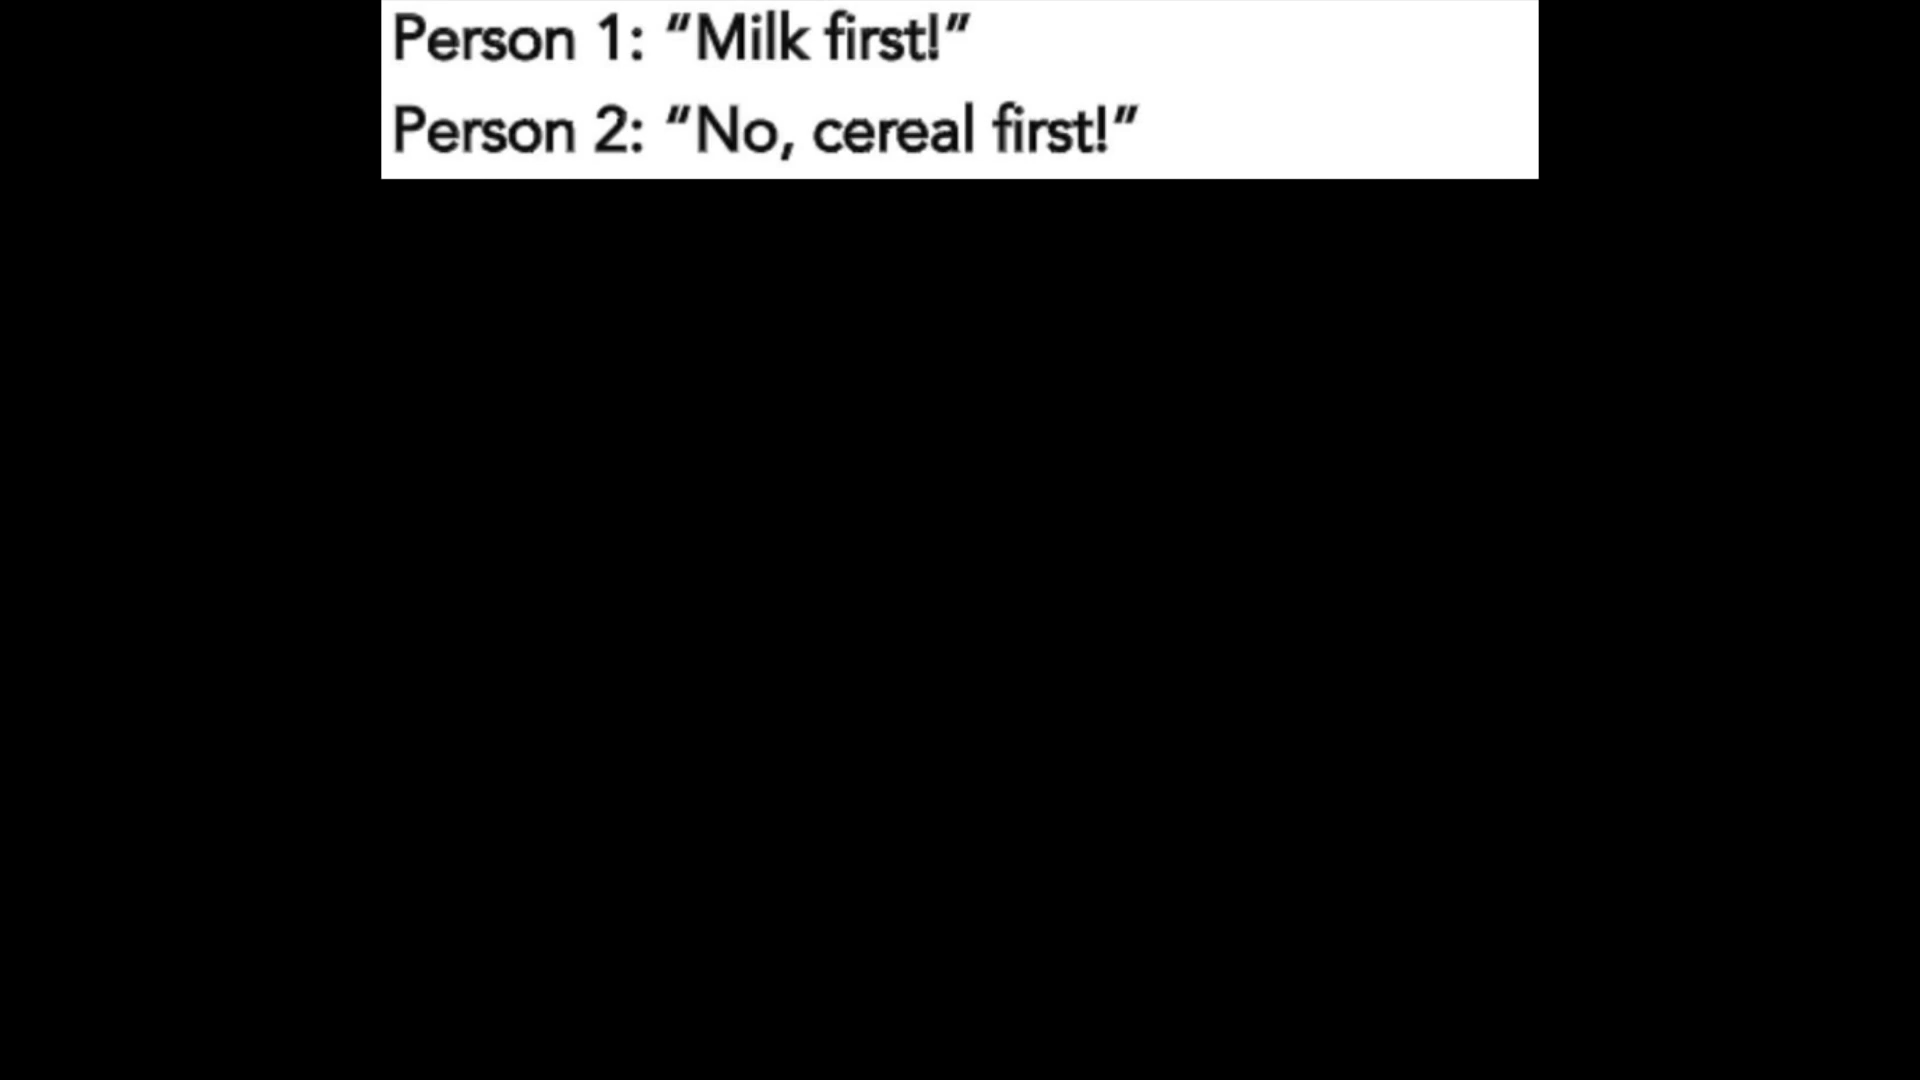 Person 1: “Milk first!”
Person 2: “No, cereal first!”